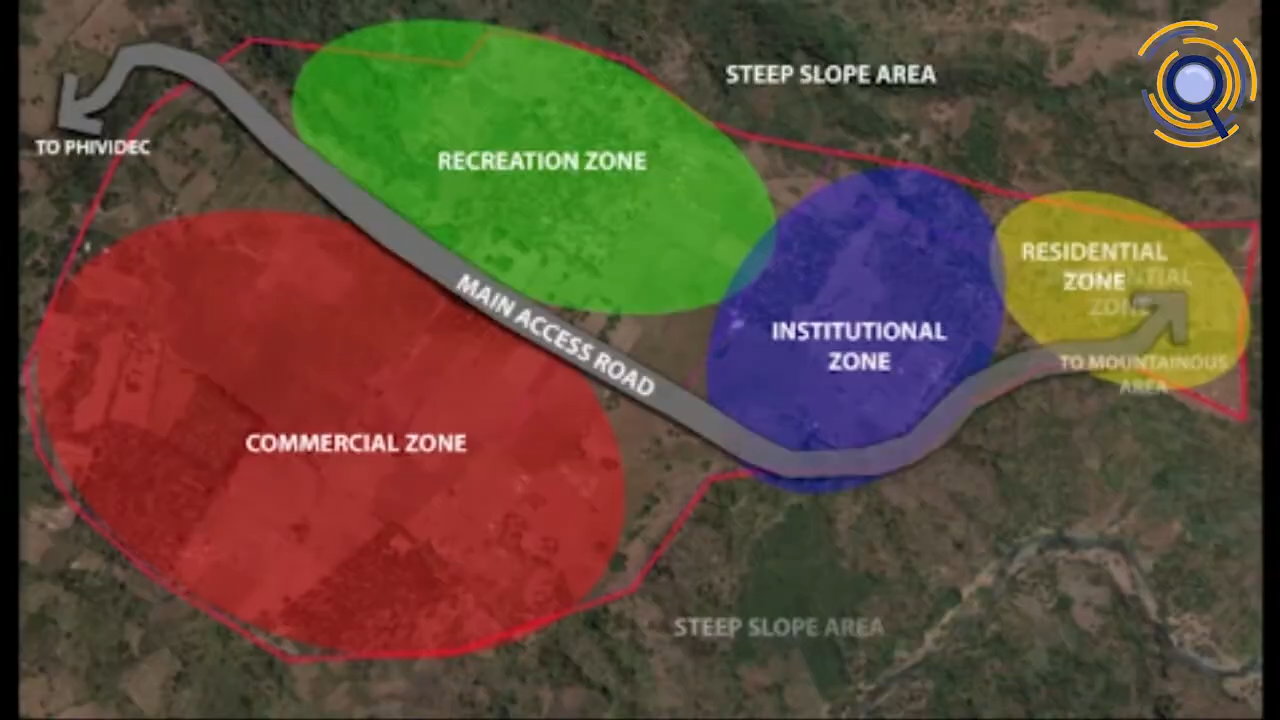 STEEP SLOPE AREA
TO PHIVIDEC
RECREATION ZONE
RESIDENTIAL
ZONE
MAIN ACCESS ROAD
INSTITUTIONAL
ZONE
TO MOUNTAINOUS
AREA
COMMERCIAL ZONE
STEEP SLOPE AREA